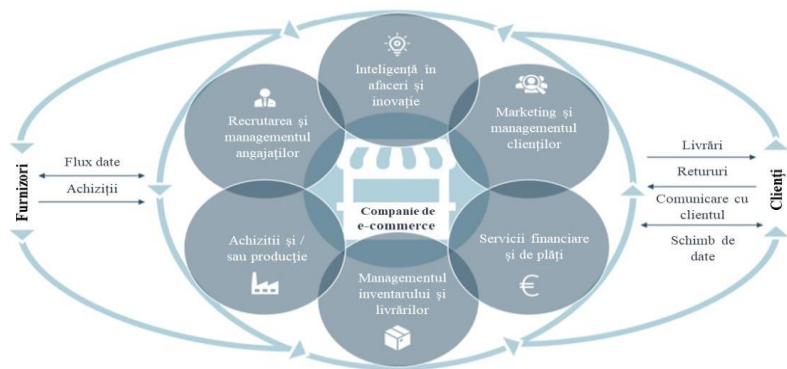 Inteligență în
afaceri și
inovație
Recrutarea și
managementul
angajaților
Marketing și
managementul
clienților
Furnizori
Flux date
Achiziții
Companie de
e-commerce
Livrări
Retururi
Comunicare cu
clientul
Schimb de
date
Clienți
Achizitii și /
sau producție
Servicii financiare
și de plăți
€
Managementul
inventarului și
livrărilor